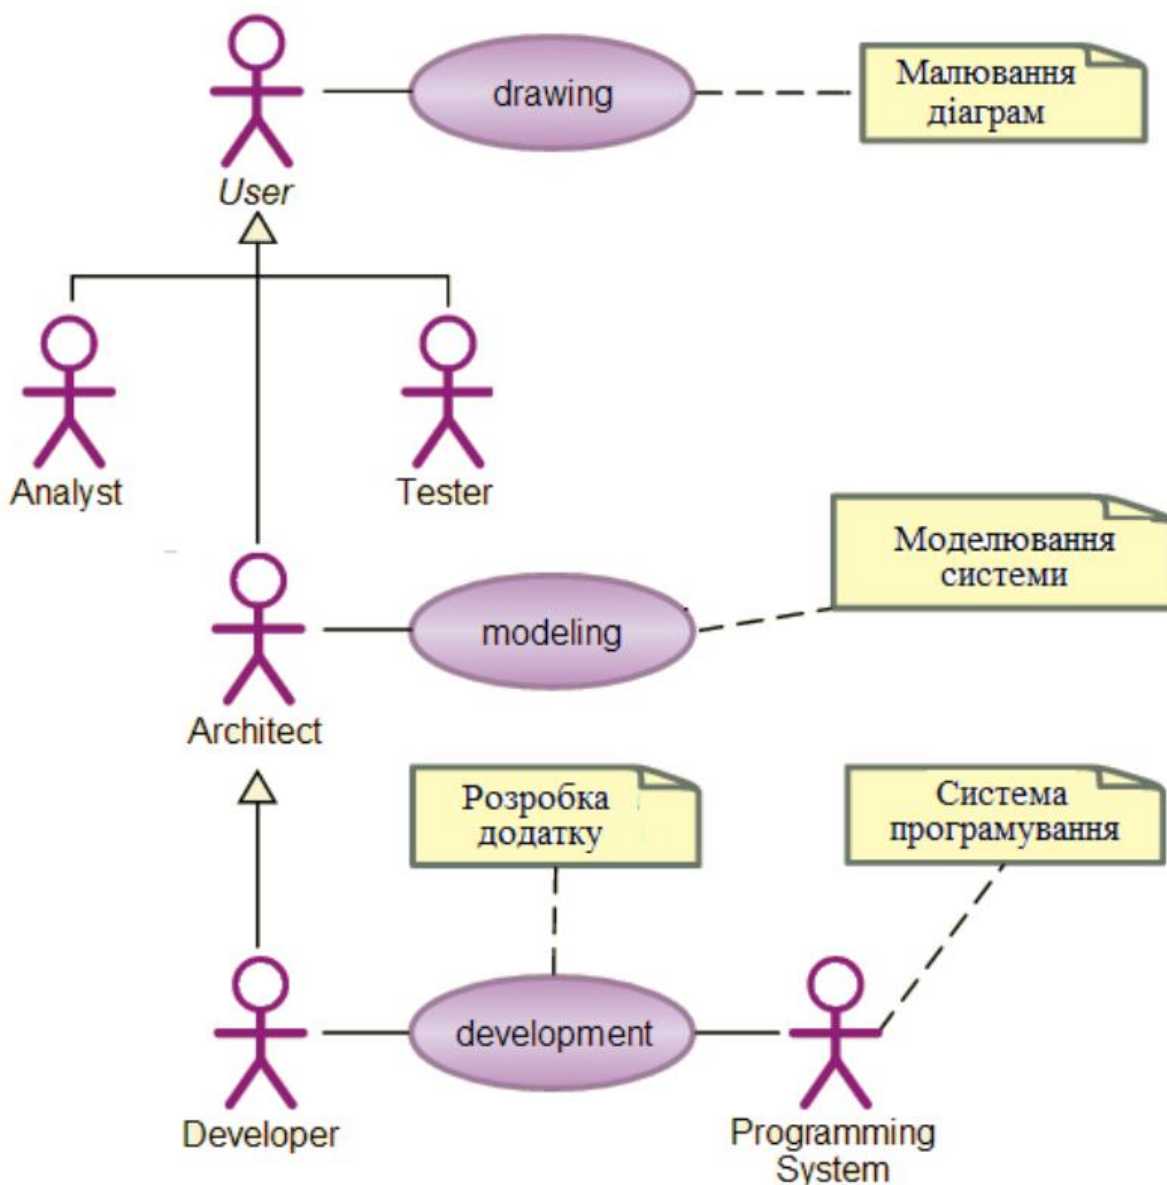 drawing
Малювання
діаграм
User
Analyst
Tester
Моделювання
системи
modeling
Architect
Розробка
додатку
Система
програмування
development
Developer
Programming
System